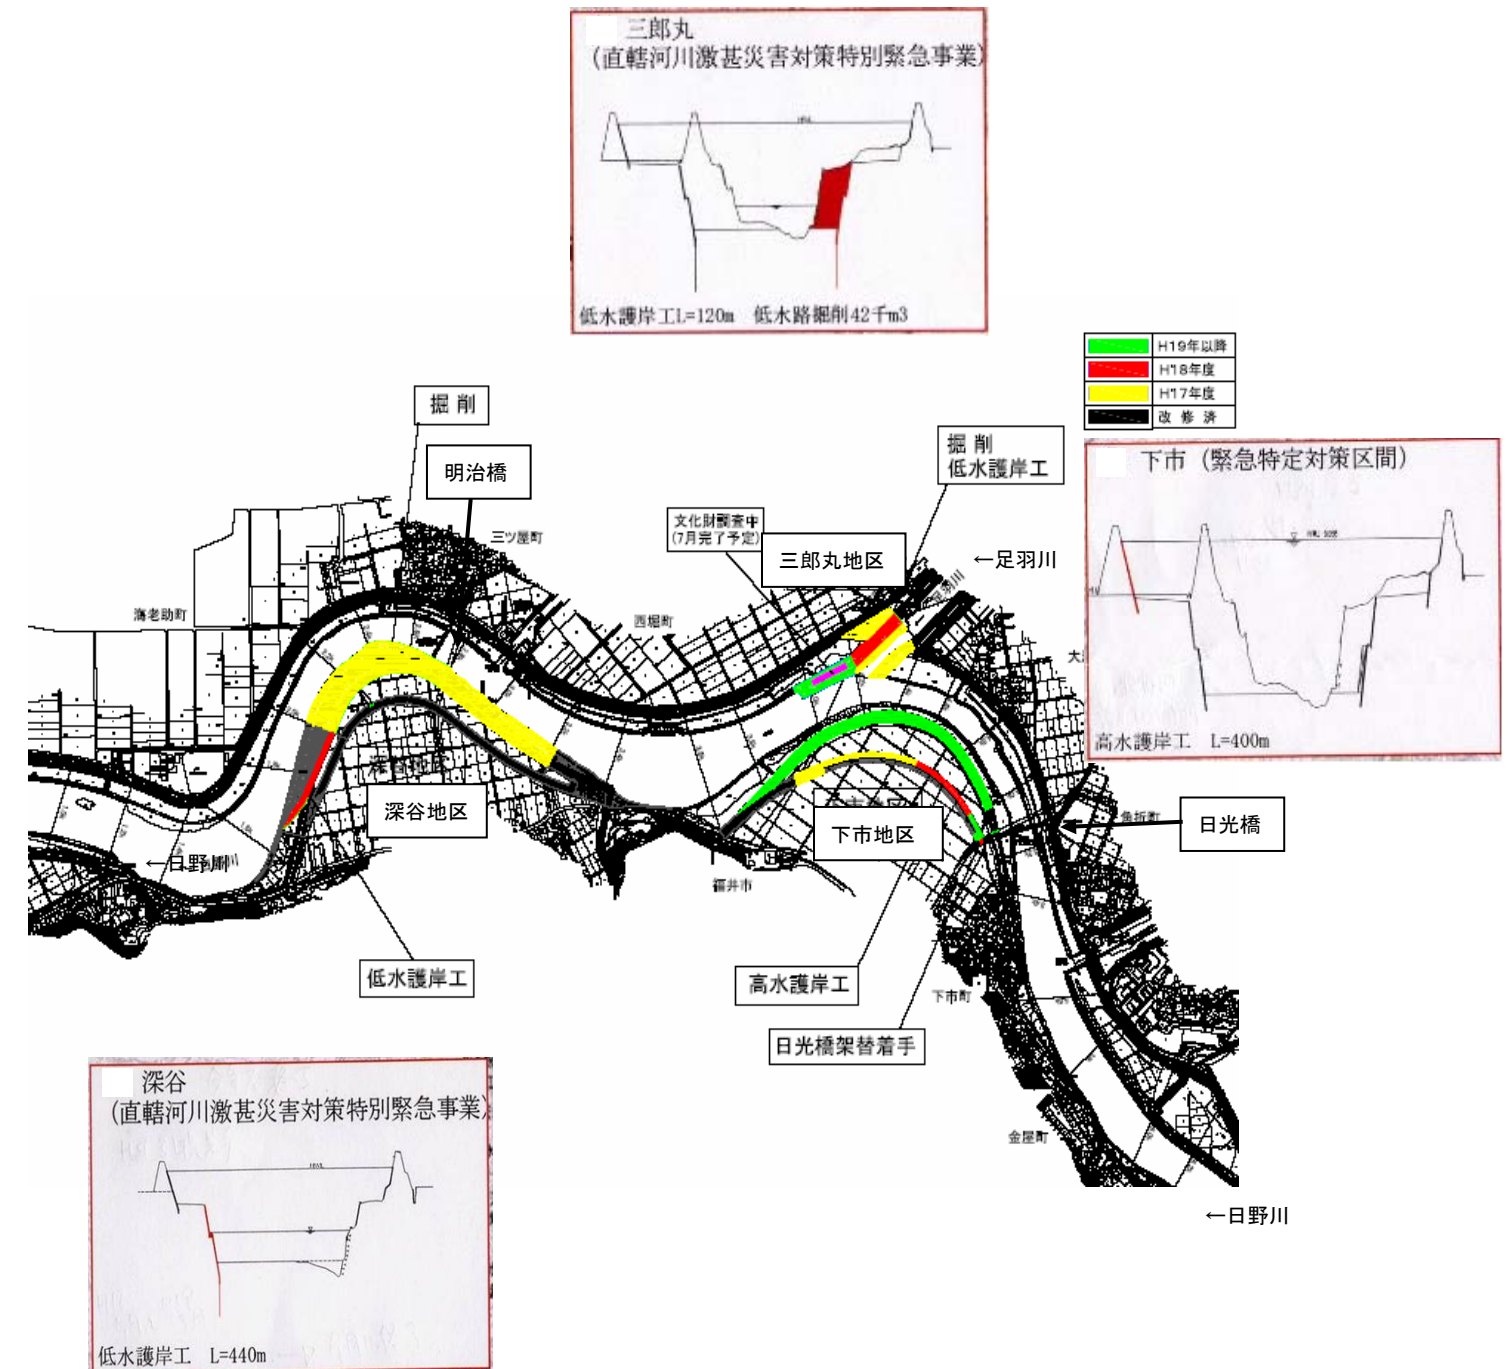 三郎丸
(直轄河川激甚災害対策特別緊急事業)
HWL
低水護岸工L=120m 低水路掘削42千m3
H19年以降
H18年度
H17年度
改修済
掘削
明治橋
三ツ屋町
海老助町
文化財調査中
(7月完了予定)
三郎丸地区
掘削
低水護岸工
←足羽川
西堀町
下市 (緊急特定対策区間)
高水護岸工 L=400m
深谷地区
下市地区
角折町
日光橋
←日野川
福井市
低水護岸工
高水護岸工
下市町
日光橋架替着手
金屋町
←日野川
深谷
(直轄河川激甚災害対策特別緊急事業)
HWL
低水護岸工 L=440m